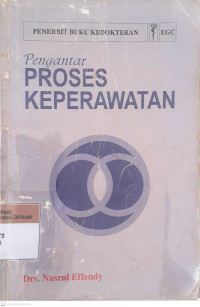 PENERBIT BUKU KEDOKTERAN EGC
Pengantar
PROSES
KEPERAWATAN
Drs. Nasrul Effendy